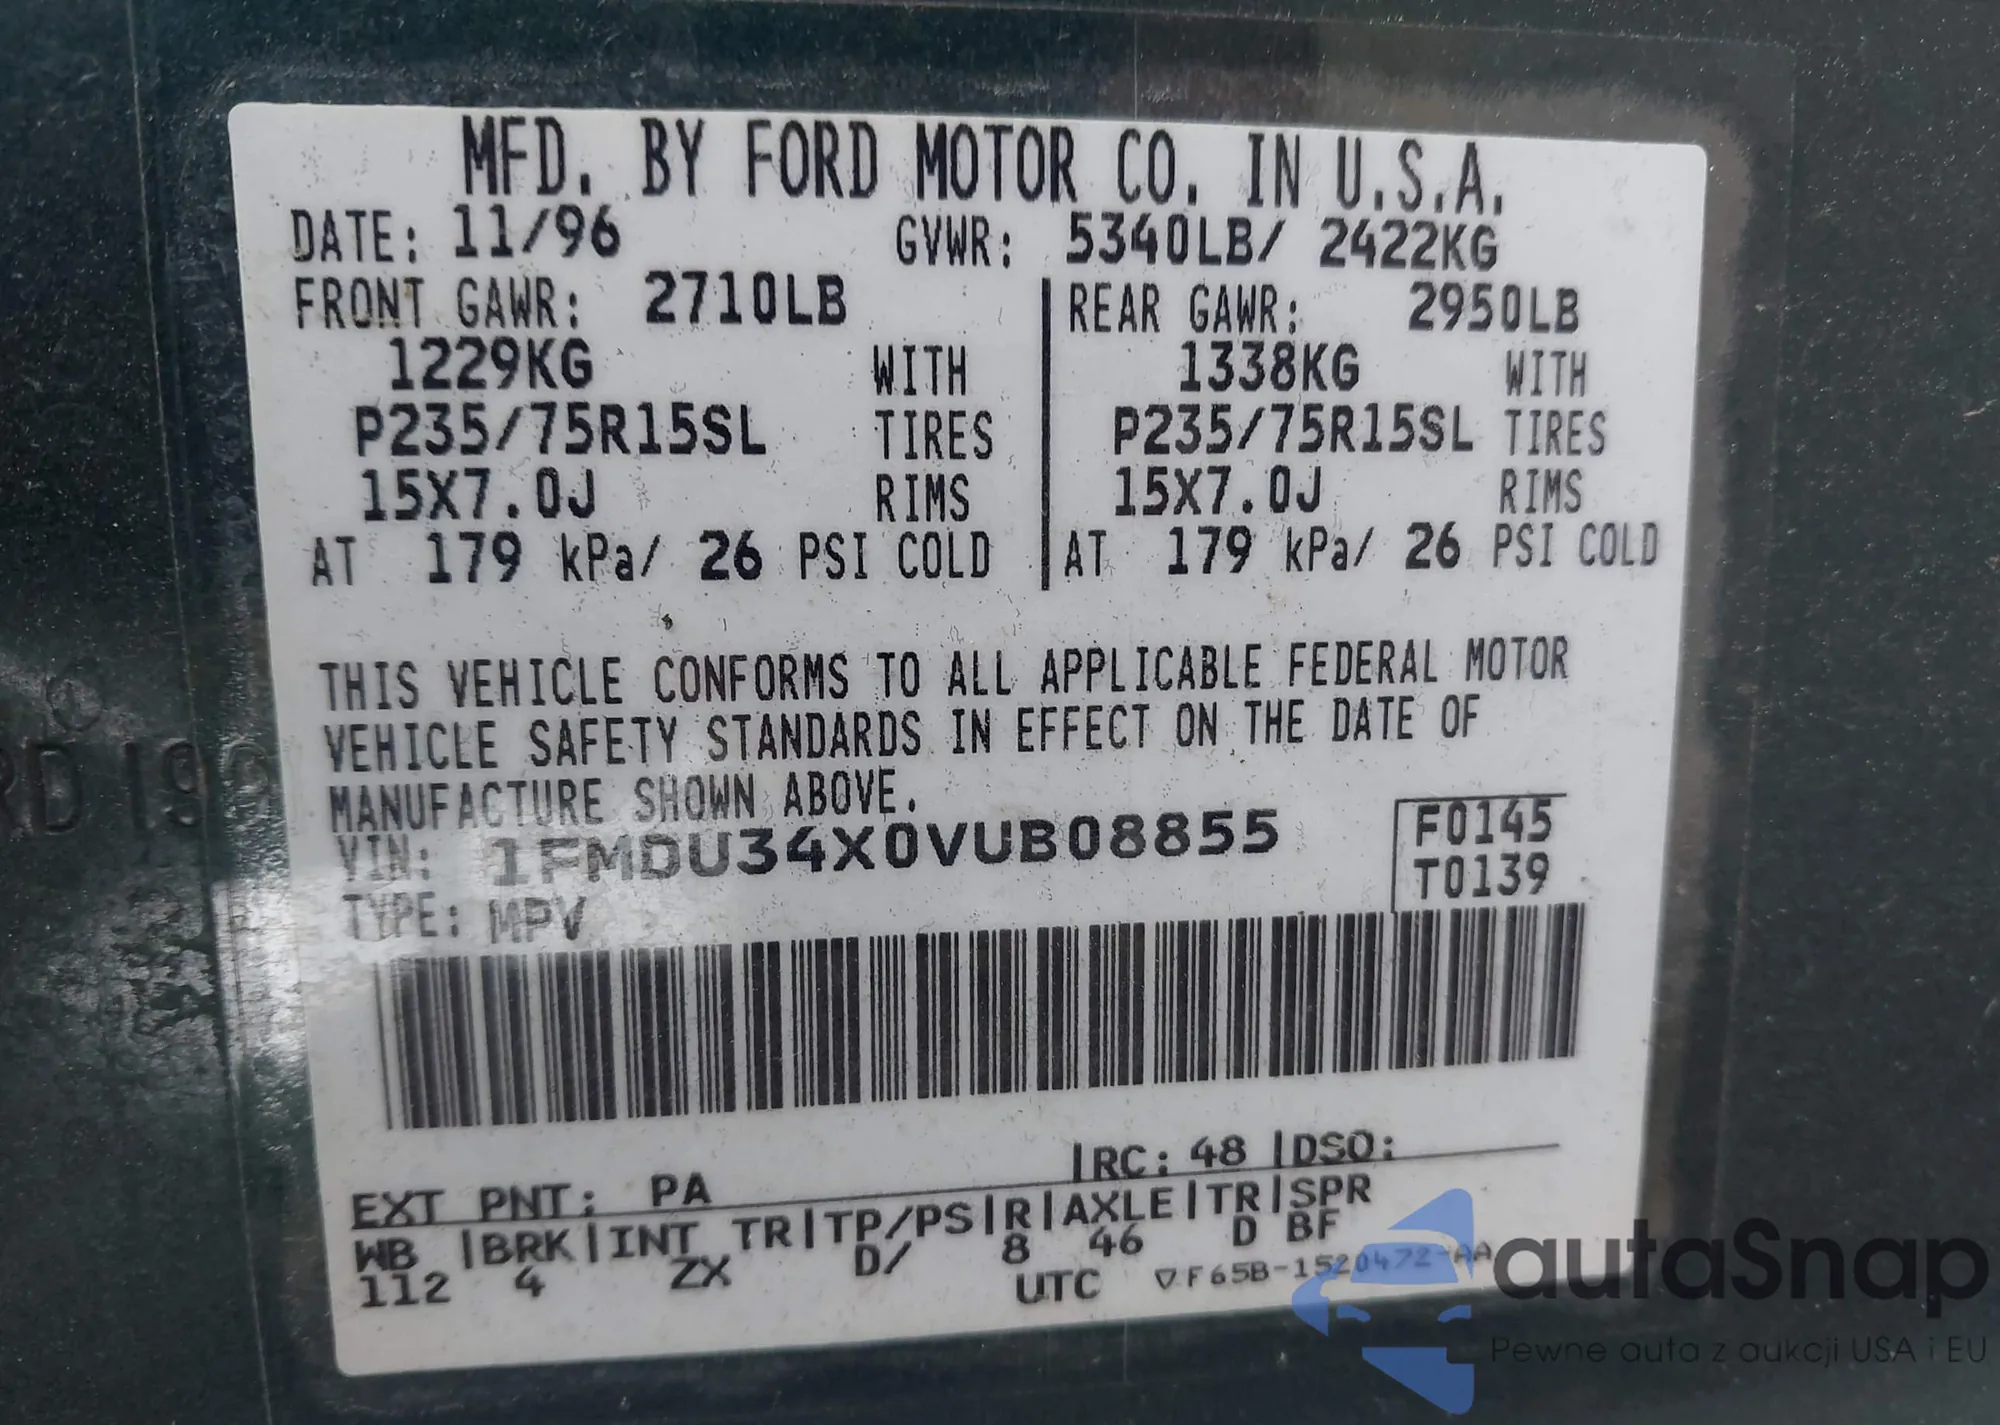 MFD. BY FORD MOTOR CO. IN U.S.A.
DATE: 11/96 GVWR: 5340LB/ 2422KG
FRONT GAWR: 2710LB REAR GAWR: 2950LB
1229KG WITH 1338KG WITH
P235/75R15SL TIRES P235/75R15SL TIRES
15X7.0J RIMS 15X7.0J RIMS
AT 179 kPa/ 26 PSI COLD AT 179 kPa/ 26 PSI COLD
THIS VEHICLE CONFORMS TO ALL APPLICABLE FEDERAL MOTOR
VEHICLE SAFETY STANDARDS IN EFFECT ON THE DATE OF
MANUFACTURE SHOWN ABOVE.
VIN: 1FMDU34X0VUB08855 F0145
TYPE: MPV T0139
RC: 48 DSO:
EXT PNT: PA
WB BRK INT TR TP/PS R AXLE TR SPR
112 4 ZX D/ 8 46 D BF
UTC ▽F65B-1520472-AA
autoSnap
Pewne auta z aukcji USA i EU